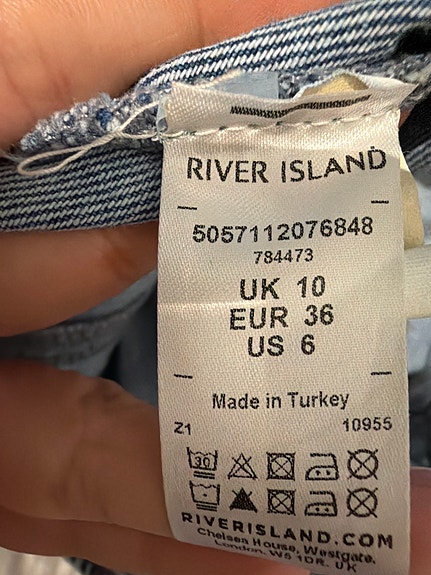 RIVER ISLAND
5057112076848
784473
UK 10
EUR 36
US 6
Made in Turkey
Z1 10955
30
RIVERISLAND.COM
Chelsea House, Westgate,
London. W5 1DR. UK